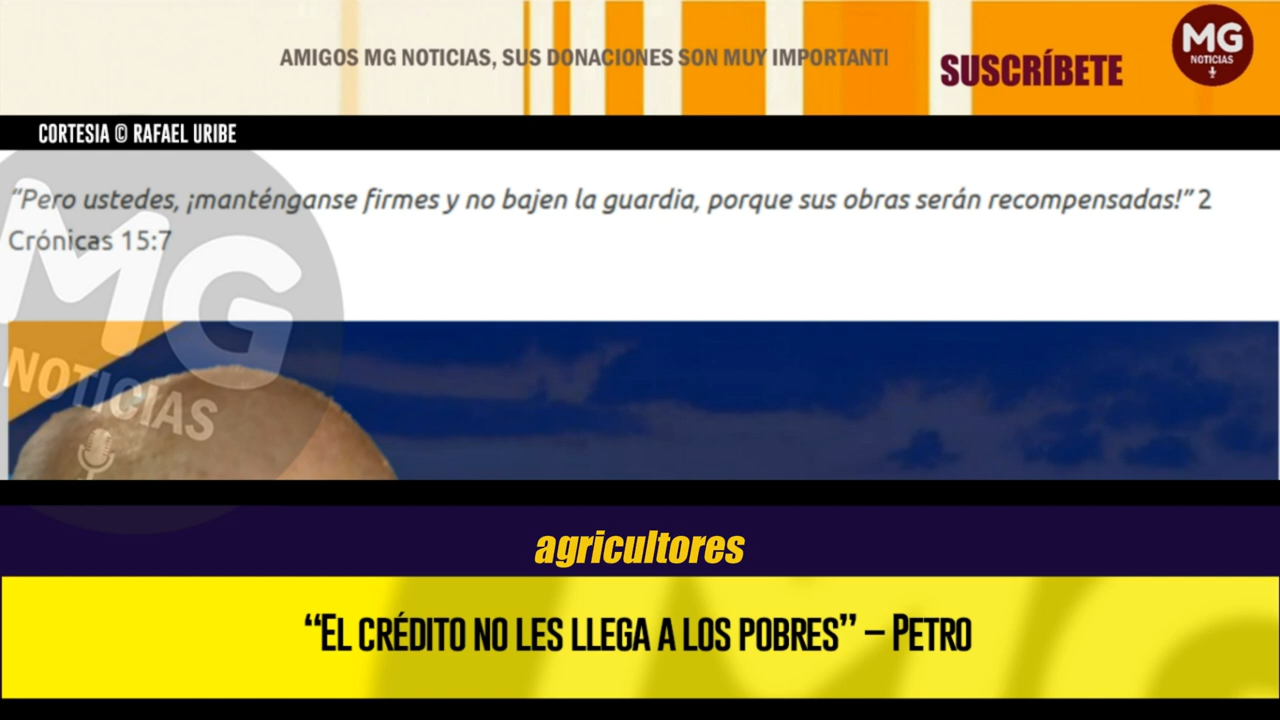 AMIGOS MG NOTICIAS, SUS DONACIONES SON MUY IMPORTANT
SUSCRÍBETE
MG
NOTICIAS
CORTESIA © RAFAEL URIBE
“Pero ustedes, ¡manténganse firmes y no bajen la guardia, porque sus obras serán recompensadas!” 2
Crónicas 15:7
MG
NOTICIAS
agricultores
“EL CRÉDITO NO LES LLEGA A LOS POBRES” – PETRO